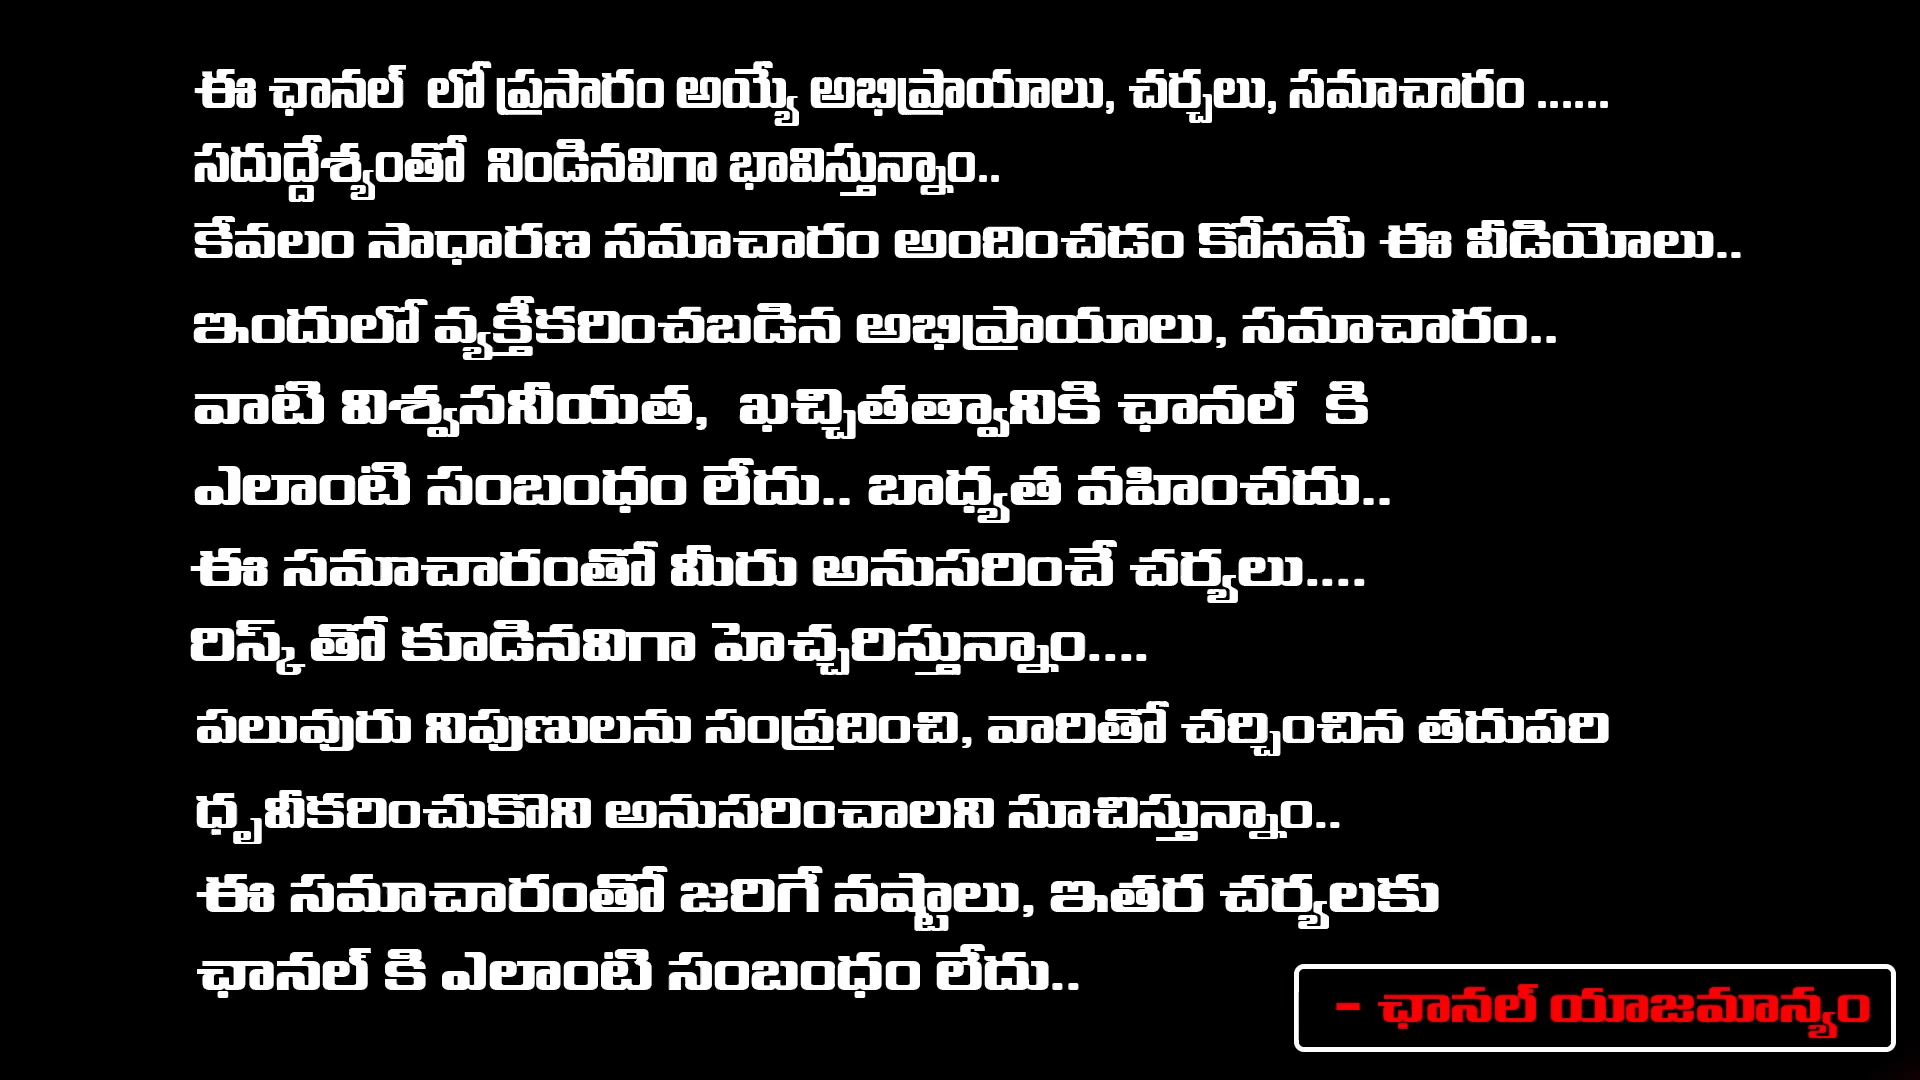 ఈ ఛానల్ లో ప్రసారం అయ్యే అభిప్రాయాలు, చర్చలు, సమాచారం ......
సదుద్దేశ్యంతో నిండినవిగా భావిస్తున్నాం..
కేవలం సాధారణ సమాచారం అందించడం కోసమే ఈ వీడియోలు..
ఇందులో వ్యక్తీకరించబడిన అభిప్రాయాలు, సమాచారం..
వాటి విశ్వసనీయత, ఖచ్చితత్వానికి ఛానల్ కి
ఎలాంటి సంబంధం లేదు.. బాధ్యత వహించదు..
ఈ సమాచారంతో మీరు అనుసరించే చర్యలు....
రిస్క్ తో కూడినవిగా హెచ్చరిస్తున్నాం....
పలువురు నిపుణులను సంప్రదించి, వారితో చర్చించిన తదుపరి
ధృవీకరించుకొని అనుసరించాలని సూచిస్తున్నాం..
ఈ సమాచారంతో జరిగే నష్టాలు, ఇతర చర్యలకు
ఛానల్ కి ఎలాంటి సంబంధం లేదు..
- ఛానల్ యాజమాన్యం